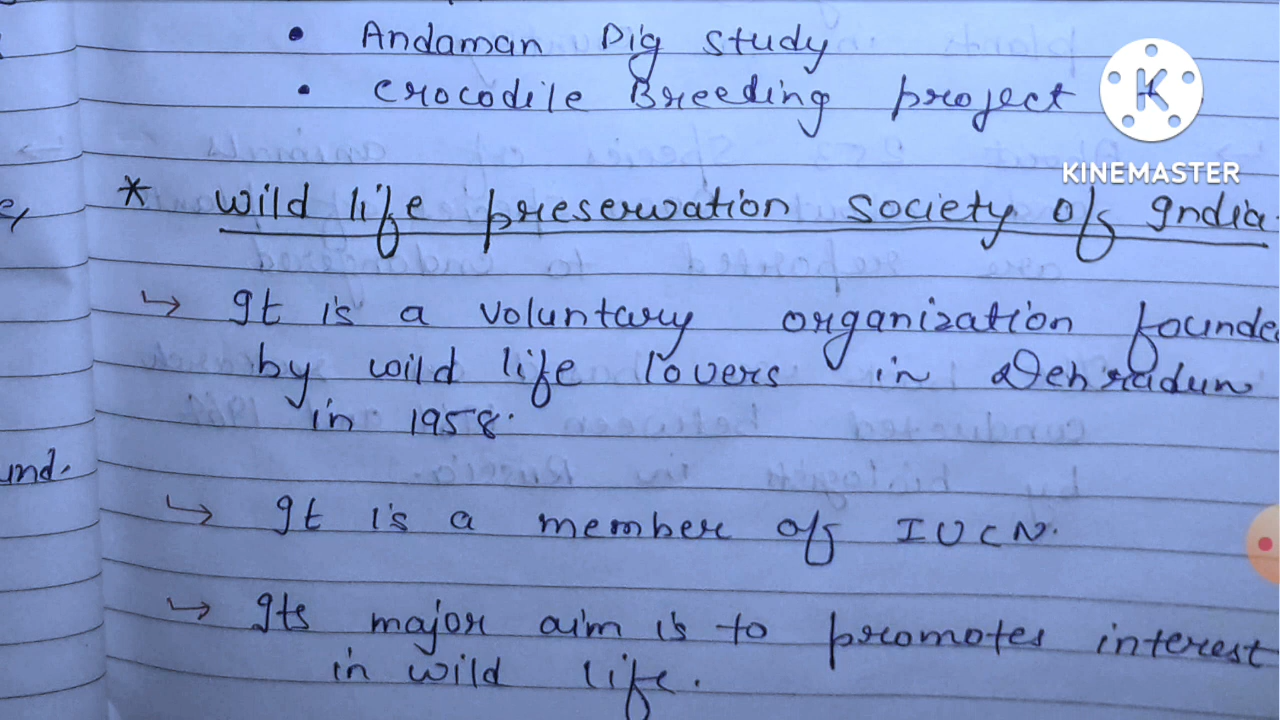 • Andaman Pig study
• Crocodile Breeding project
K
KINEMASTER
* Wild life preservation society of India.
e,
↳ It is a voluntary organization founde
by wild life lovers in Dehradun
in 1958.
und.
↳ It is a member of IUCN.
↳ Its major aim is to promotes interest
in wild life.